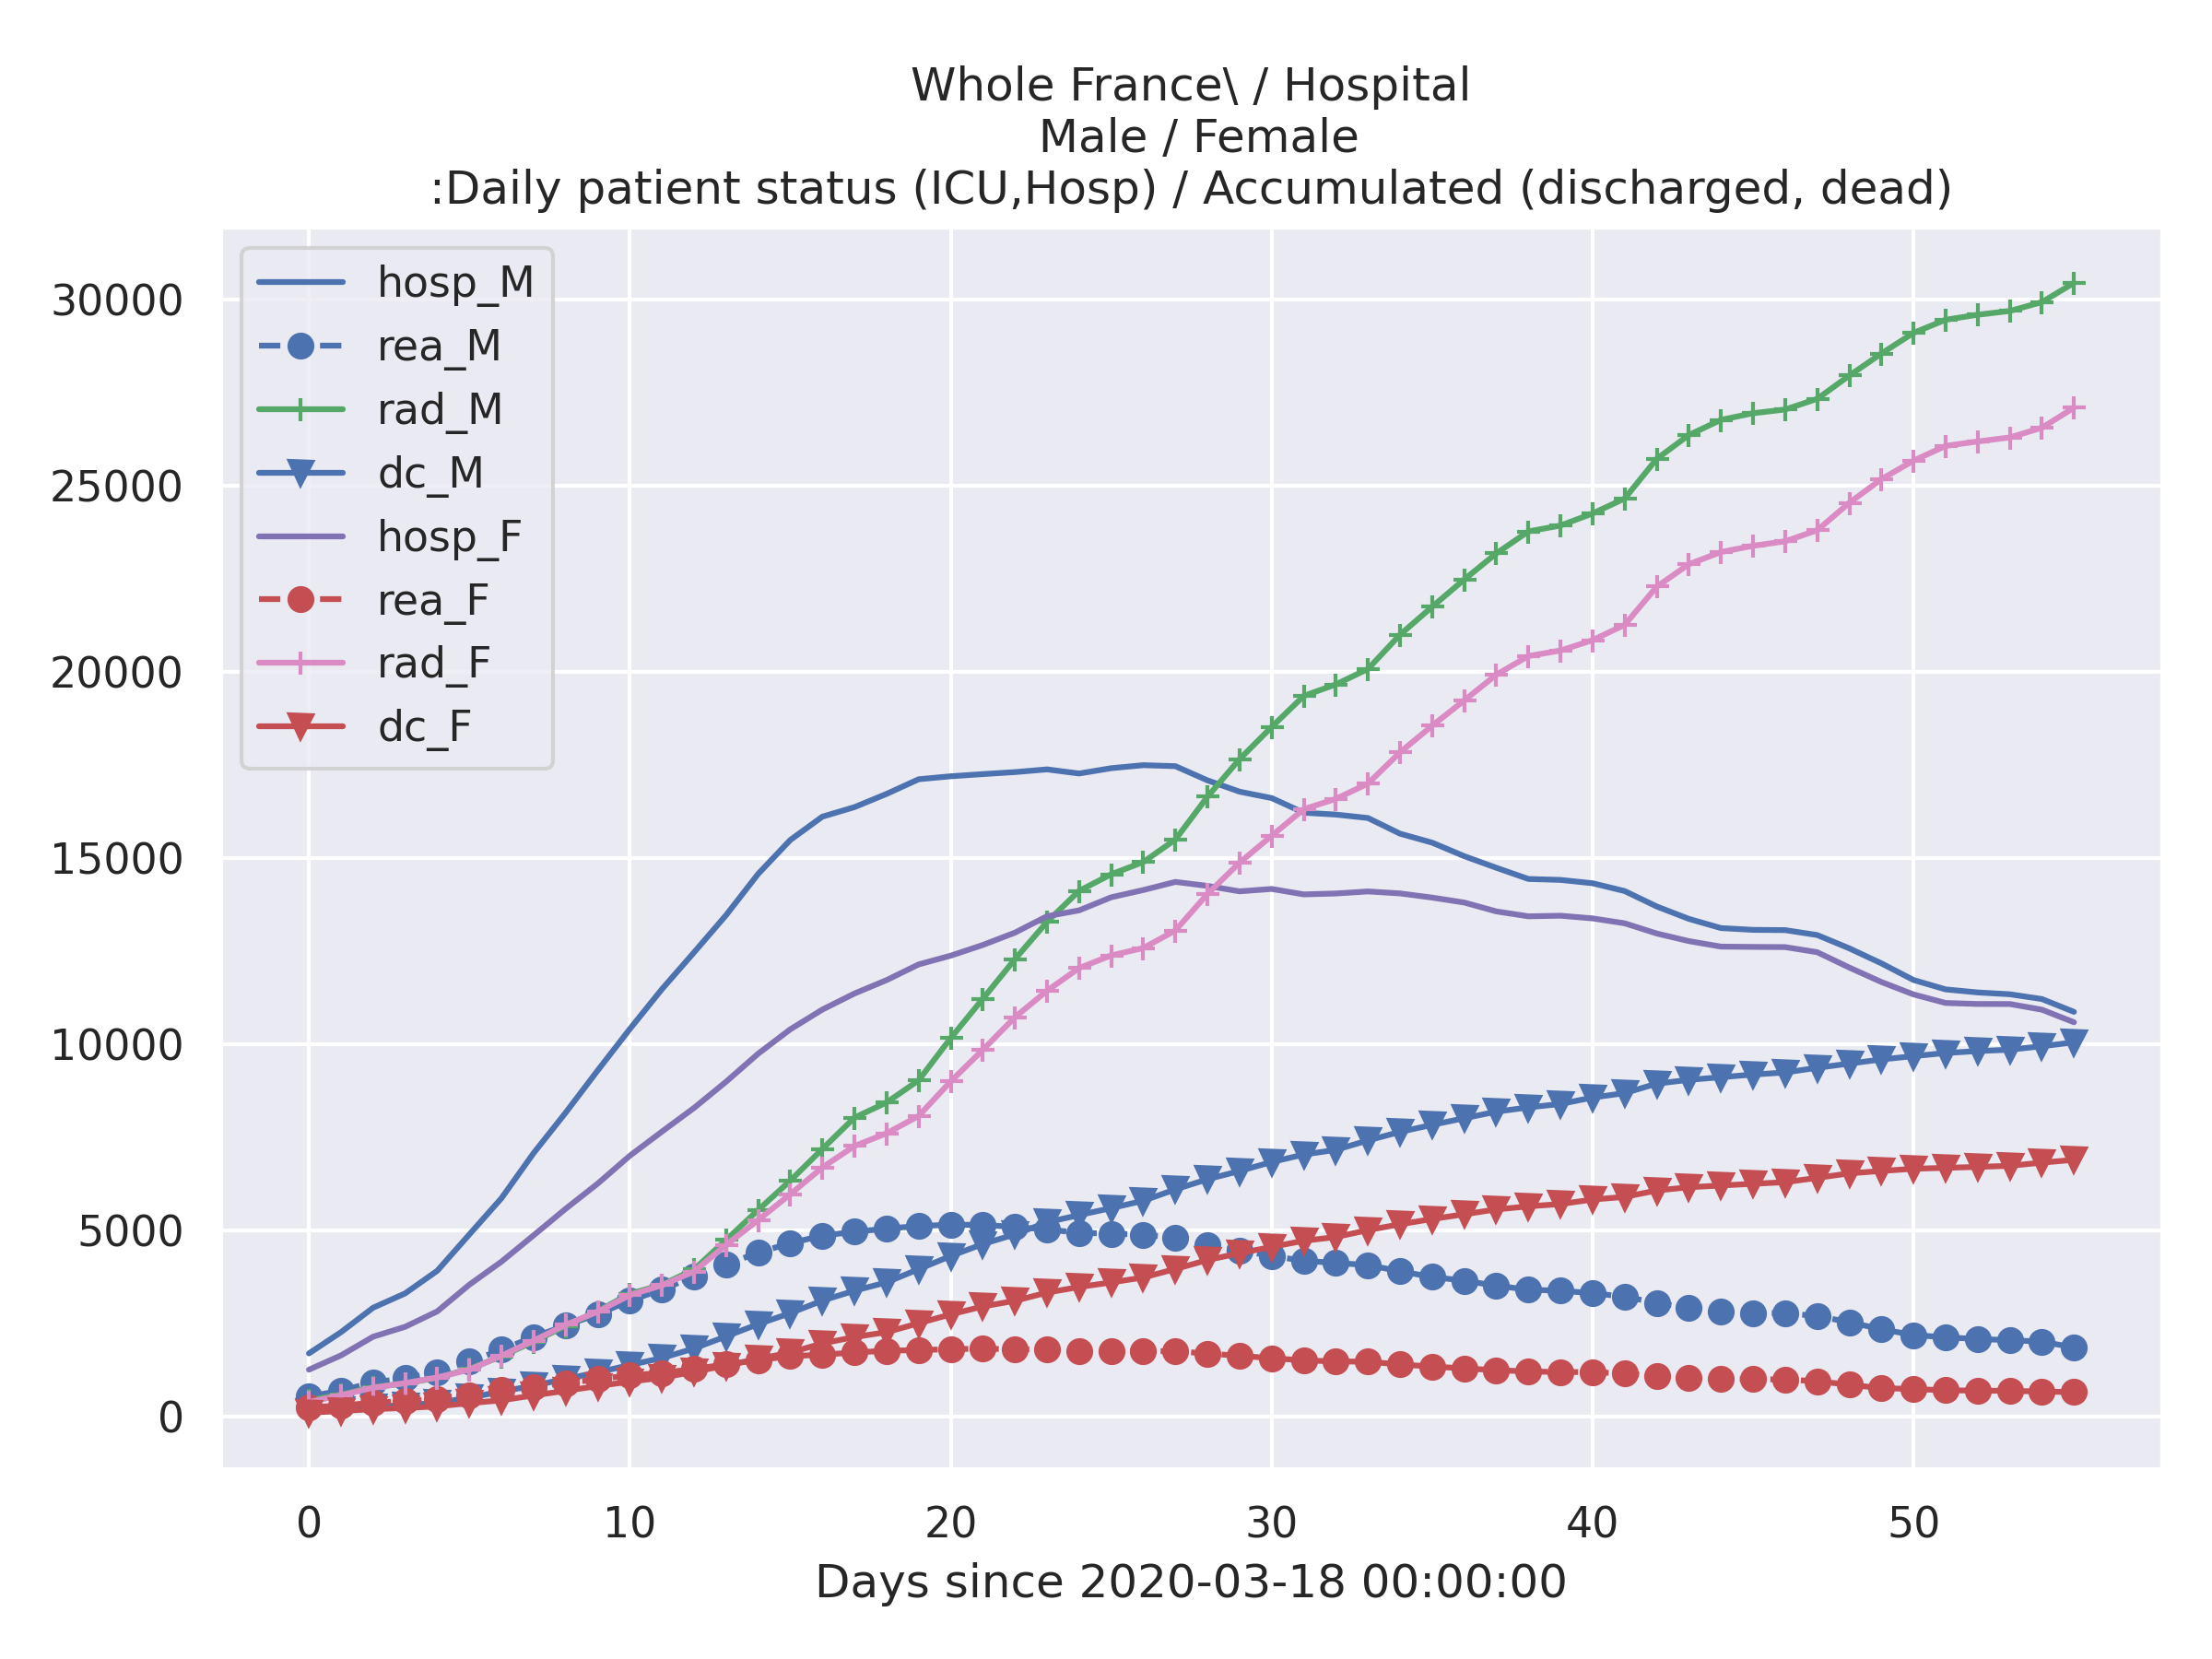 Whole France\ / Hospital
Male / Female
:Daily patient status (ICU,Hosp) / Accumulated (discharged, dead)
hosp_M
rea_M
rad_M
dc_M
hosp_F
rea_F
rad_F
dc_F
30000
25000
20000
15000
10000
5000
0
0 10 20 30 40 50
Days since 2020-03-18 00:00:00